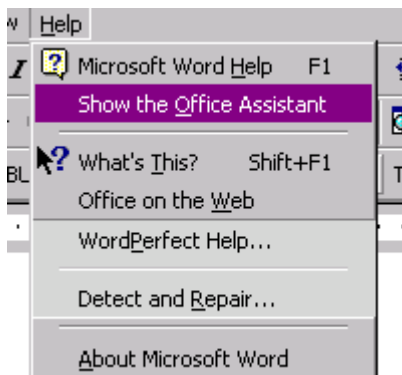 Help
Microsoft Word Help F1
Show the Office Assistant
What's This? Shift+F1
Office on the Web
WordPerfect Help...
Detect and Repair...
About Microsoft Word